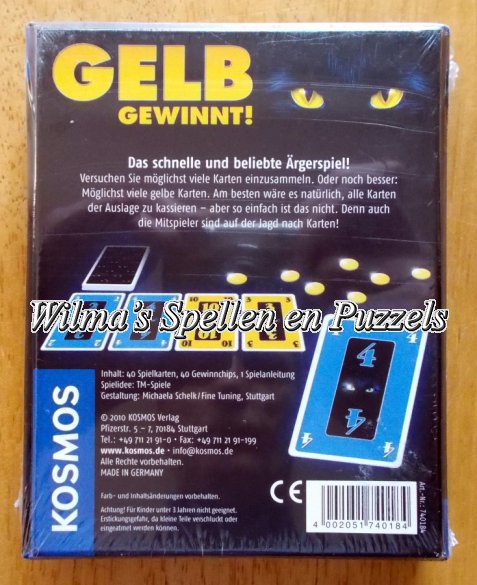 GELB
GEWINNT!
Das schnelle und beliebte Ärgerspiel!
Versuchen Sie möglichst viele Karten einzusammeln. Oder noch besser:
Möglichst viele gelbe Karten. Am besten wäre es natürlich, alle Karten
der Auslage zu kassieren – aber so einfach ist das nicht. Denn auch
die Mitspieler sind auf der Jagd nach Karten!
Wilma's Spellen en Puzzels
10
4
4
Inhalt: 40 Spielkarten, 40 Gewinnchips, 1 Spielanleitung
Spielidee: TM-Spiele
Gestaltung: Michaela Schelk/Fine Tuning, Stuttgart
© 2010 KOSMOS Verlag
Pfizerstr. 5 – 7, 70184 Stuttgart
Tel.: +49 711 21 91-0 • Fax: +49 711 21 91-199
www.kosmos.de • info@kosmos.de
Alle Rechte vorbehalten.
MADE IN GERMANY
Farb- und Inhaltsänderungen vorbehalten.
Achtung! Für Kinder unter 3 Jahren nicht geeignet.
Erstickungsgefahr, da kleine Teile verschluckt oder
eingeatmet werden können.
KOSMOS
CE
4 002051 740184
Art.-Nr.: 740184